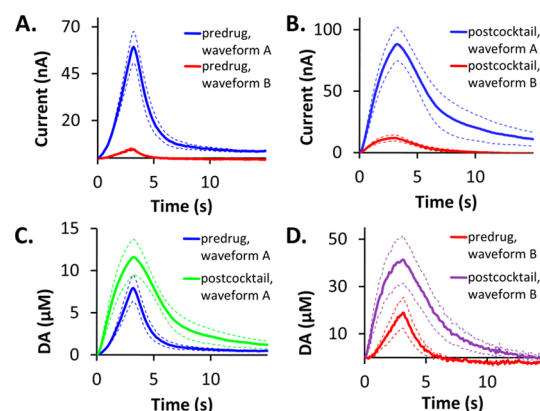 A.
70
45
20
Current (nA)
predrug,
waveform A
predrug,
waveform B
0
5
10
Time (s)
B.
100
50
0
Current (nA)
postcocktail,
waveform A
postcocktail,
waveform B
0
5
10
Time (s)
C.
15
10
5
0
DA (µM)
predrug,
waveform A
postcocktail,
waveform A
0
5
10
Time (s)
D.
50
30
10
DA (µM)
predrug,
waveform B
postcocktail,
waveform B
0
5
10
Time (s)